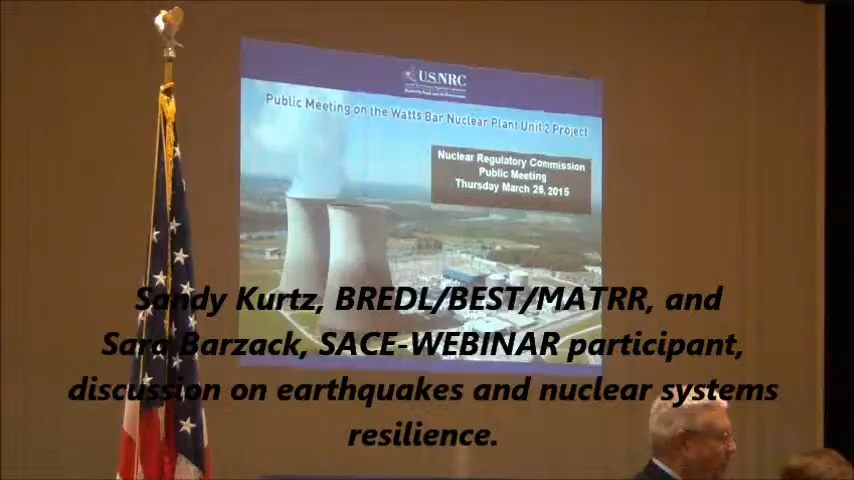 U.S.NRC
Public Meeting on the Watts Bar Nuclear Plant Unit 2 Project
Nuclear Regulatory Commission
Public Meeting
Thursday March 26, 2015
Sandy Kurtz, BREDL/BEST/MATRR, and
Sara Barzack, SACE-WEBINAR participant,
discussion on earthquakes and nuclear systems
resilience.